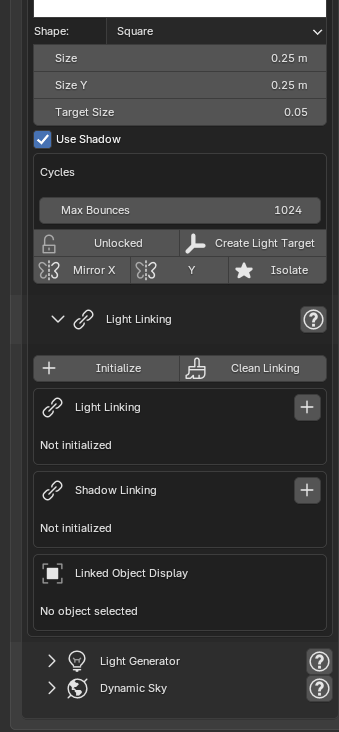 Shape: Square
Size 0.25 m
Size Y 0.25 m
Target Size 0.05
Use Shadow
Cycles
Max Bounces 1024
Unlocked Create Light Target
Mirror X Y Isolate
Light Linking ?
Initialize Clean Linking
Light Linking +
Not initialized
Shadow Linking +
Not initialized
Linked Object Display
No object selected
Light Generator ?
Dynamic Sky ?